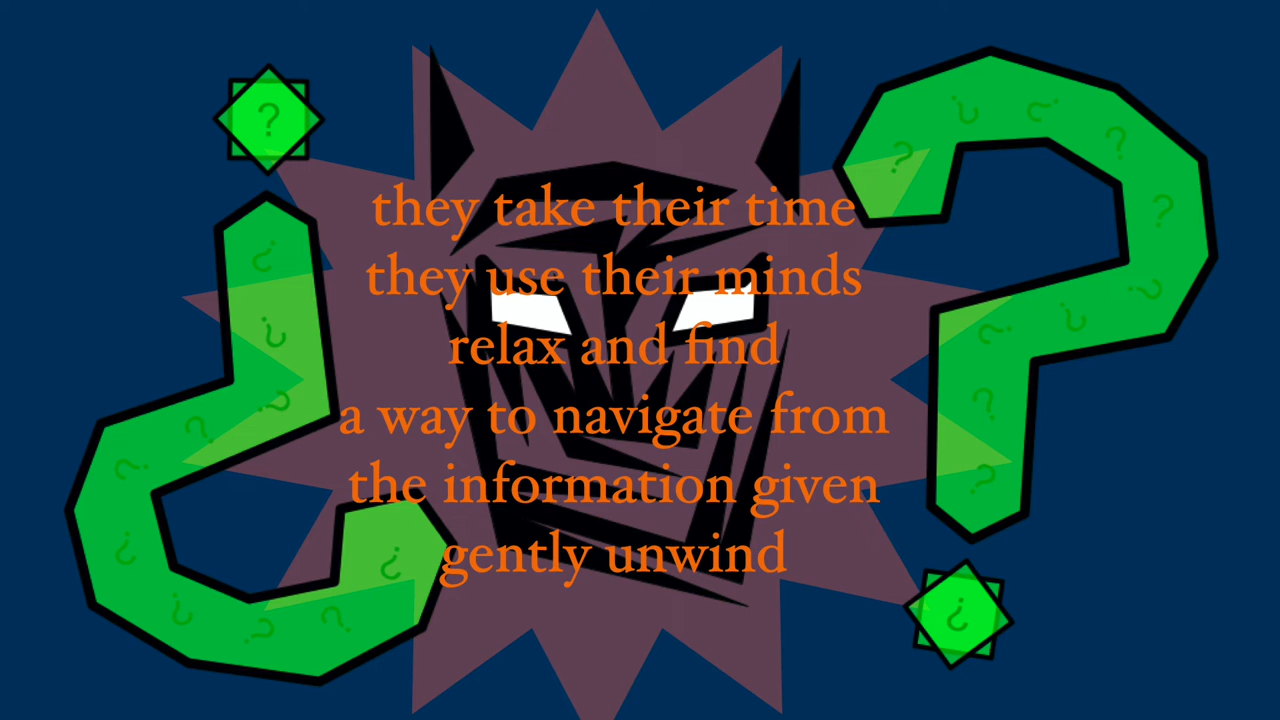 they take their time
they use their minds
relax and find
a way to navigate from
the information given
gently unwind